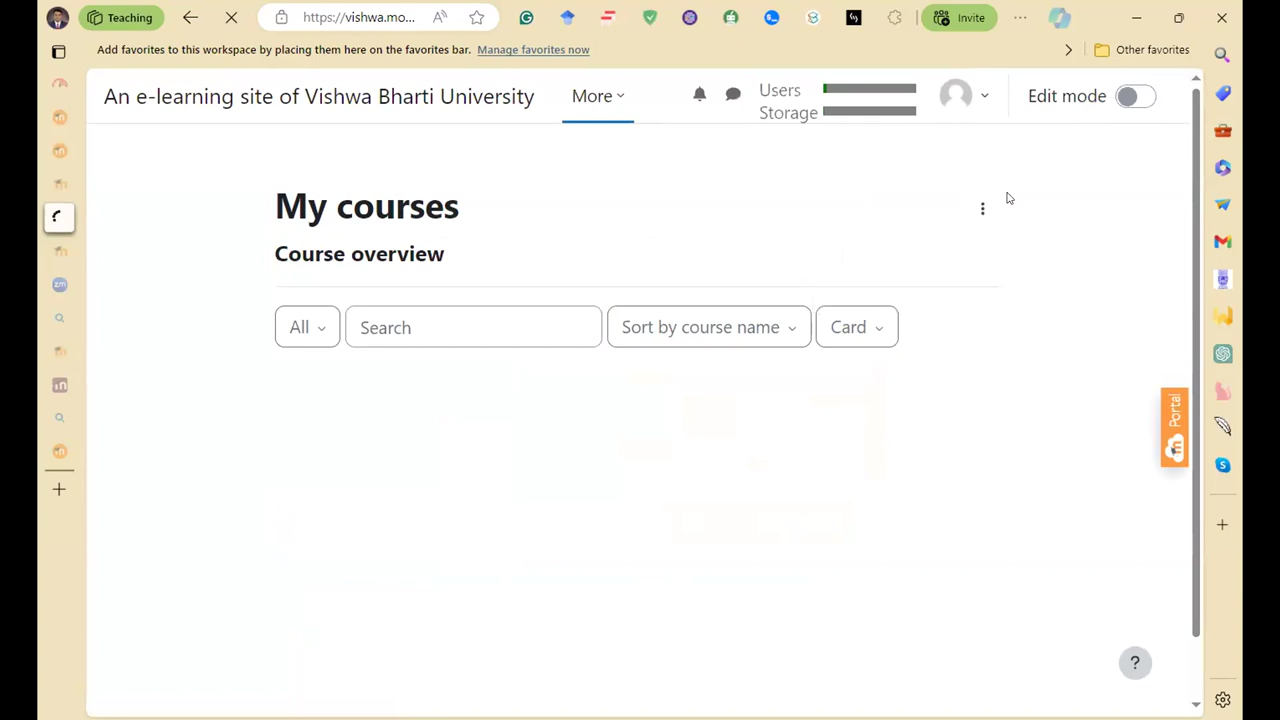 Teaching
https://vishwa.mo...
Invite
Add favorites to this workspace by placing them here on the favorites bar. Manage favorites now
Other favorites
An e-learning site of Vishwa Bharti University
More
Users
Storage
Edit mode
My courses
Course overview
All
Search
Sort by course name
Card
Portal
zm
?